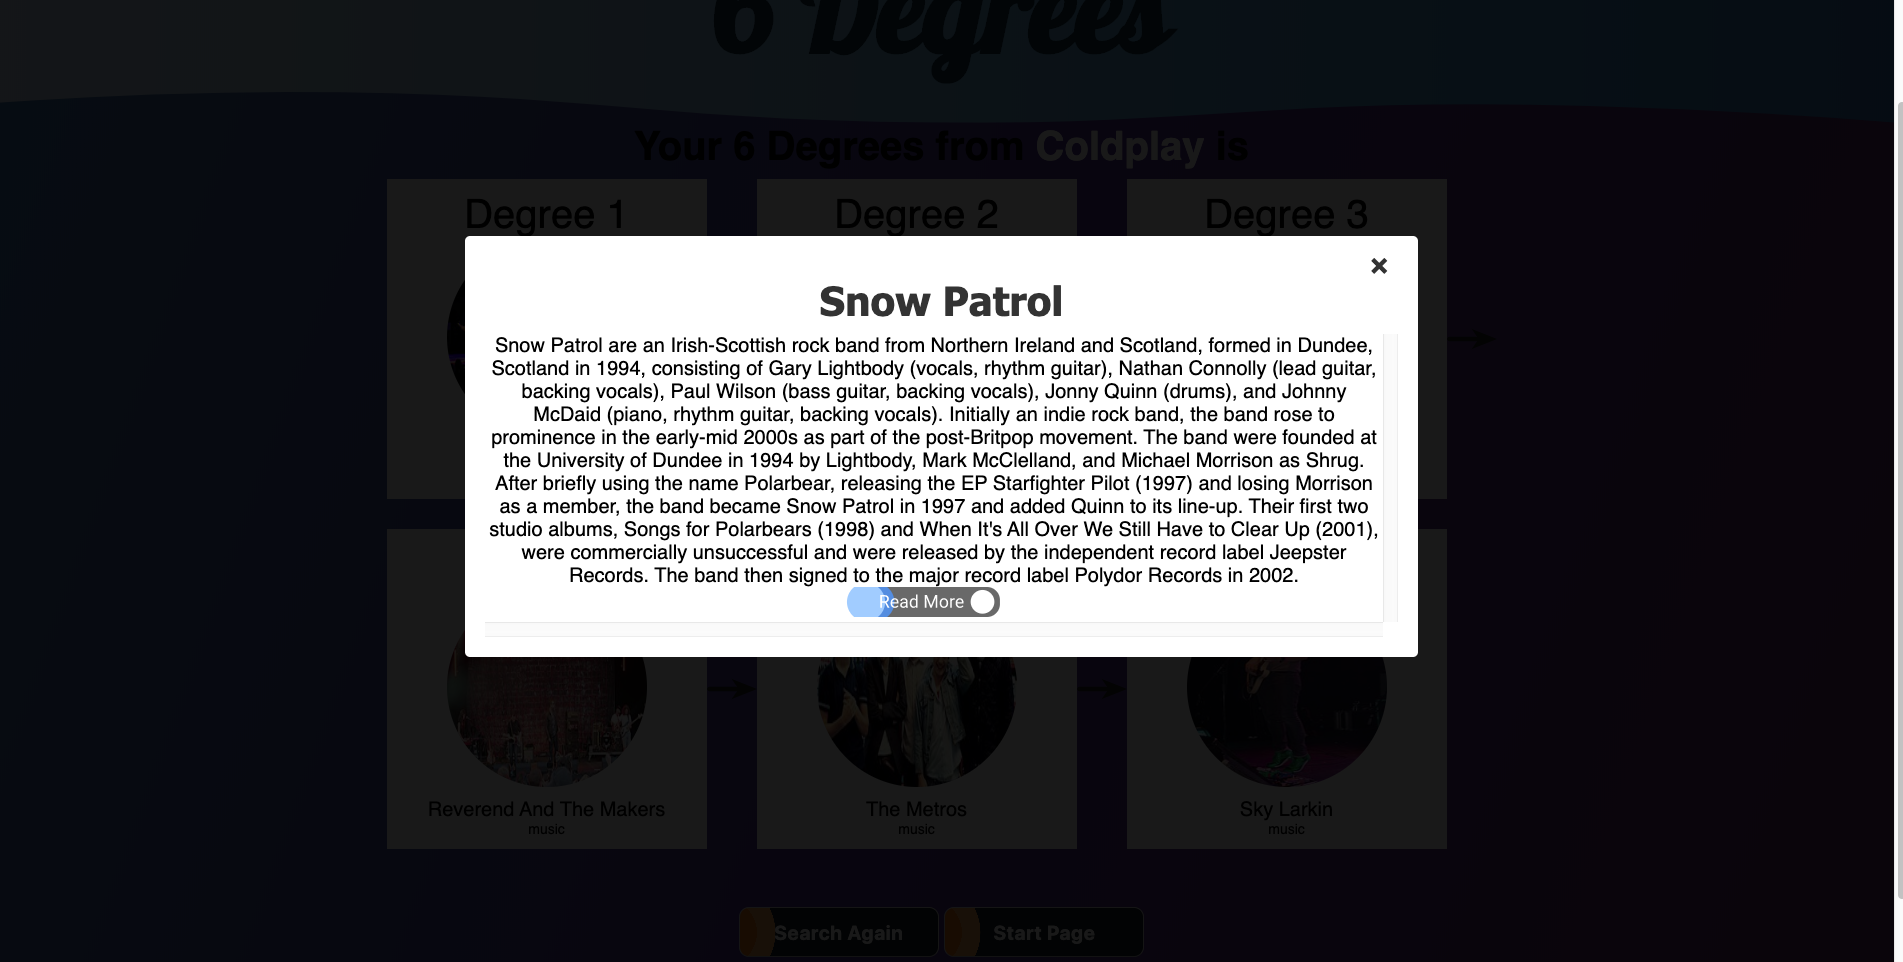 6 Degrees
Your 6 Degrees from Coldplay is
Degree 1
Degree 2
Degree 3
Snow Patrol
Snow Patrol are an Irish-Scottish rock band from Northern Ireland and Scotland, formed in Dundee,
Scotland in 1994, consisting of Gary Lightbody (vocals, rhythm guitar), Nathan Connolly (lead guitar,
backing vocals), Paul Wilson (bass guitar, backing vocals), Jonny Quinn (drums), and Johnny
McDaid (piano, rhythm guitar, backing vocals). Initially an indie rock band, the band rose to
prominence in the early-mid 2000s as part of the post-Britpop movement. The band were founded at
the University of Dundee in 1994 by Lightbody, Mark McClelland, and Michael Morrison as Shrug.
After briefly using the name Polarbear, releasing the EP Starfighter Pilot (1997) and losing Morrison
as a member, the band became Snow Patrol in 1997 and added Quinn to its line-up. Their first two
studio albums, Songs for Polarbears (1998) and When It's All Over We Still Have to Clear Up (2001),
were commercially unsuccessful and were released by the independent record label Jeepster
Records. The band then signed to the major record label Polydor Records in 2002.
Read More
Reverend And The Makers
music
The Metros
music
Sky Larkin
music
Search Again
Start Page